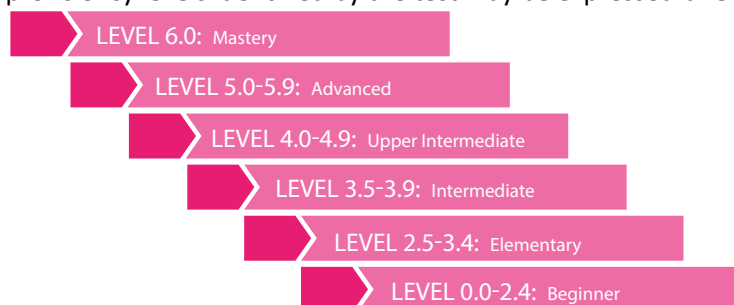 LEVEL 6.0: Mastery
LEVEL 5.0-5.9: Advanced
LEVEL 4.0-4.9: Upper Intermediate
LEVEL 3.5-3.9: Intermediate
LEVEL 2.5-3.4: Elementary
LEVEL 0.0-2.4: Beginner